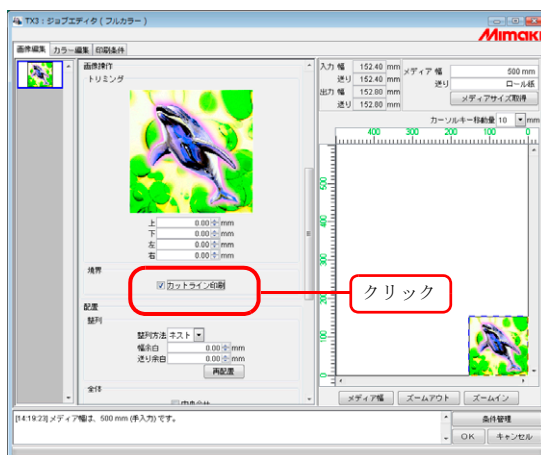 TX3 : ジョブエディタ ( フルカラー )
Mimaki
画像編集 カラー編集 印刷条件
画像操作
トリミング
上 0.00 mm
下 0.00 mm
左 0.00 mm
右 0.00 mm
境界
カットライン印刷
配置
整列
整列方法 ネスト
幅余白 0.00 mm
送り余白 0.00 mm
再配置
全体
入力 幅 152.40 mm
送り 152.40 mm
出力 幅 152.80 mm
送り 152.80 mm
メディア 幅 500 mm
送り ロール紙
メディアサイズ取得
カーソルキー移動量 10 mm
400 300 200 100 0
クリック
メディア幅 ズームアウト ズームイン
[14:19:23] メディア幅は、500 mm (手入力) です。
条件管理
OK キャンセル